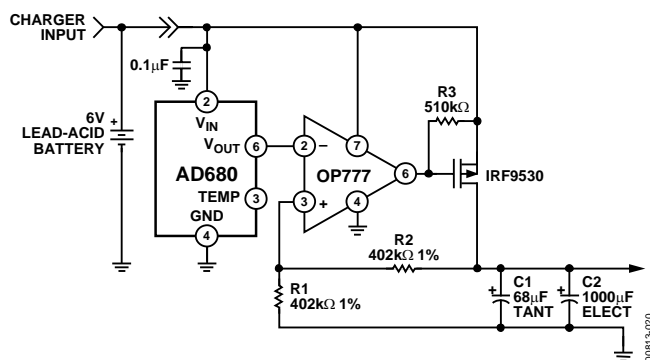 CHARGER
INPUT
0.1μF
R3
510kΩ
2
VIN
6V
+
LEAD-ACID
BATTERY
VOUT
6
2
–
7
AD680
OP777
6
IRF9530
TEMP
3
3
+
4
GND
4
R2
402kΩ 1%
R1
402kΩ 1%
+
C1
68μF
TANT
+
C2
1000μF
ELECT
00813-020